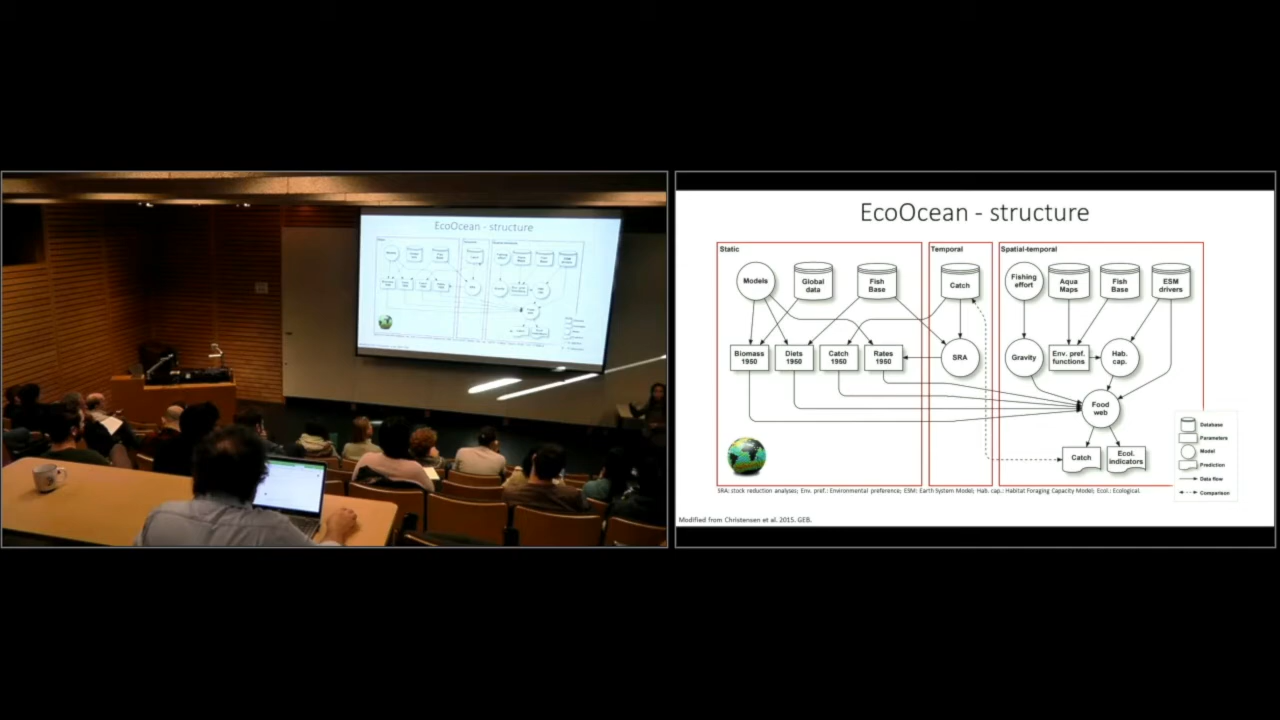 EcoOcean - structure
EcoOcean - structure
Static
Temporal
Spatial-temporal
Models
Global
data
Fish
Base
Catch
Fishing
effort
Aqua
Maps
Fish
Base
ESM
drivers
Biomass
1950
Diets
1950
Catch
1950
Rates
1950
SRA
Gravity
Env. pref.
functions
Hab.
cap.
Food
web
Catch
Ecol.
indicators
Database
Parameters
Model
Prediction
Data flow
Comparison
SRA: stock reduction analyses; Env. pref.: Environmental preference; ESM: Earth System Model; Hab. cap.: Habitat Foraging Capacity Model; Ecol.: Ecological
Modified from Christensen et al. 2015. GEB.